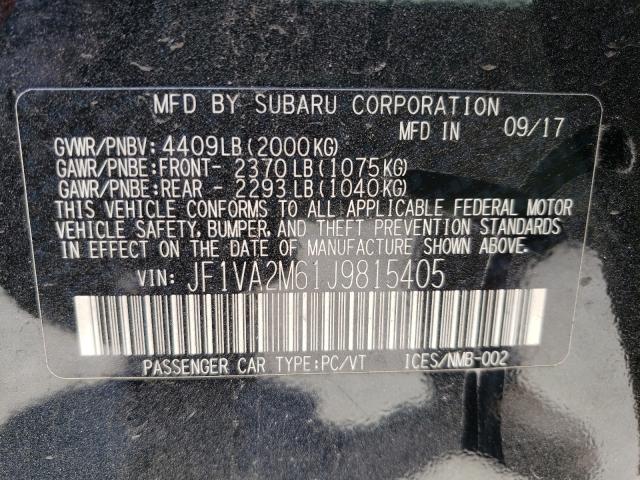 MFD BY SUBARU CORPORATION
MFD IN 09/17
GVWR/PNBV: 4409LB(2000KG)
GAWR/PNBE:FRONT- 2370LB(1075KG)
GAWR/PNBE:REAR - 2293LB(1040KG)
THIS VEHICLE CONFORMS TO ALL APPLICABLE FEDERAL MOTOR
VEHICLE SAFETY, BUMPER, AND THEFT PREVENTION STANDARDS
IN EFFECT ON THE DATE OF MANUFACTURE SHOWN ABOVE.
VIN: JF1VA2M61J9815405
PASSENGER CAR TYPE:PC/VT ICES/NMB-002